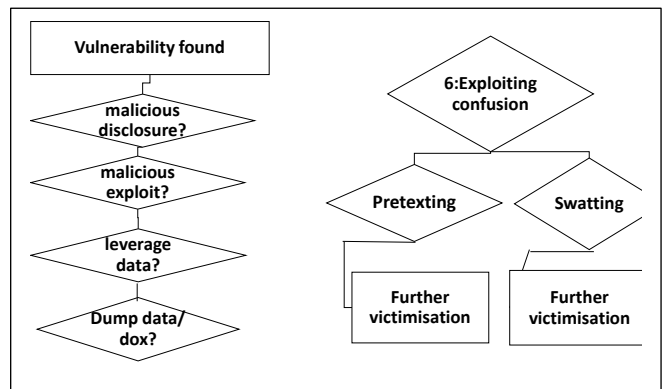 Vulnerability found
malicious
disclosure?
malicious
exploit?
leverage
data?
Dump data/
dox?
6:Exploiting
confusion
Pretexting
Swatting
Further
victimisation
Further
victimisation